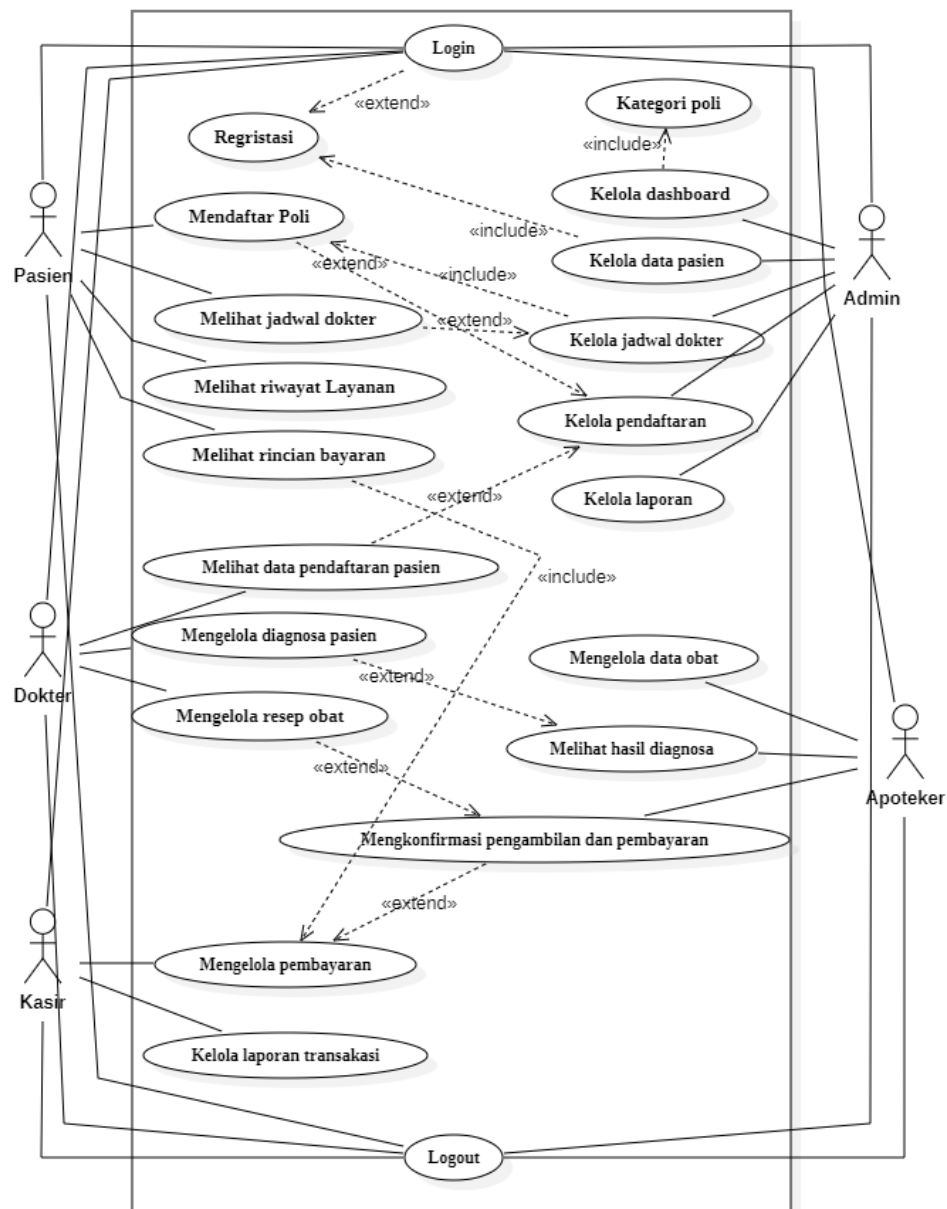 Login
«extend»
Kategori poli
Regristasi
«include»
Kelola dashboard
Mendaftar Poli
«include»
Pasien
«extend»
«include»
Kelola data pasien
Admin
Melihat jadwal dokter
«extend»
Kelola jadwal dokter
Melihat riwayat Layanan
Kelola pendaftaran
Melihat rincian bayaran
«extend»
Kelola laporan
Melihat data pendaftaran pasien
«include»
Mengelola diagnosa pasien
Mengelola data obat
«extend»
Dokter
Mengelola resep obat
Melihat hasil diagnosa
«extend»
Apoteker
Mengkonfirmasi pengambilan dan pembayaran
«extend»
Mengelola pembayaran
Kasir
Kelola laporan transakasi
Logout